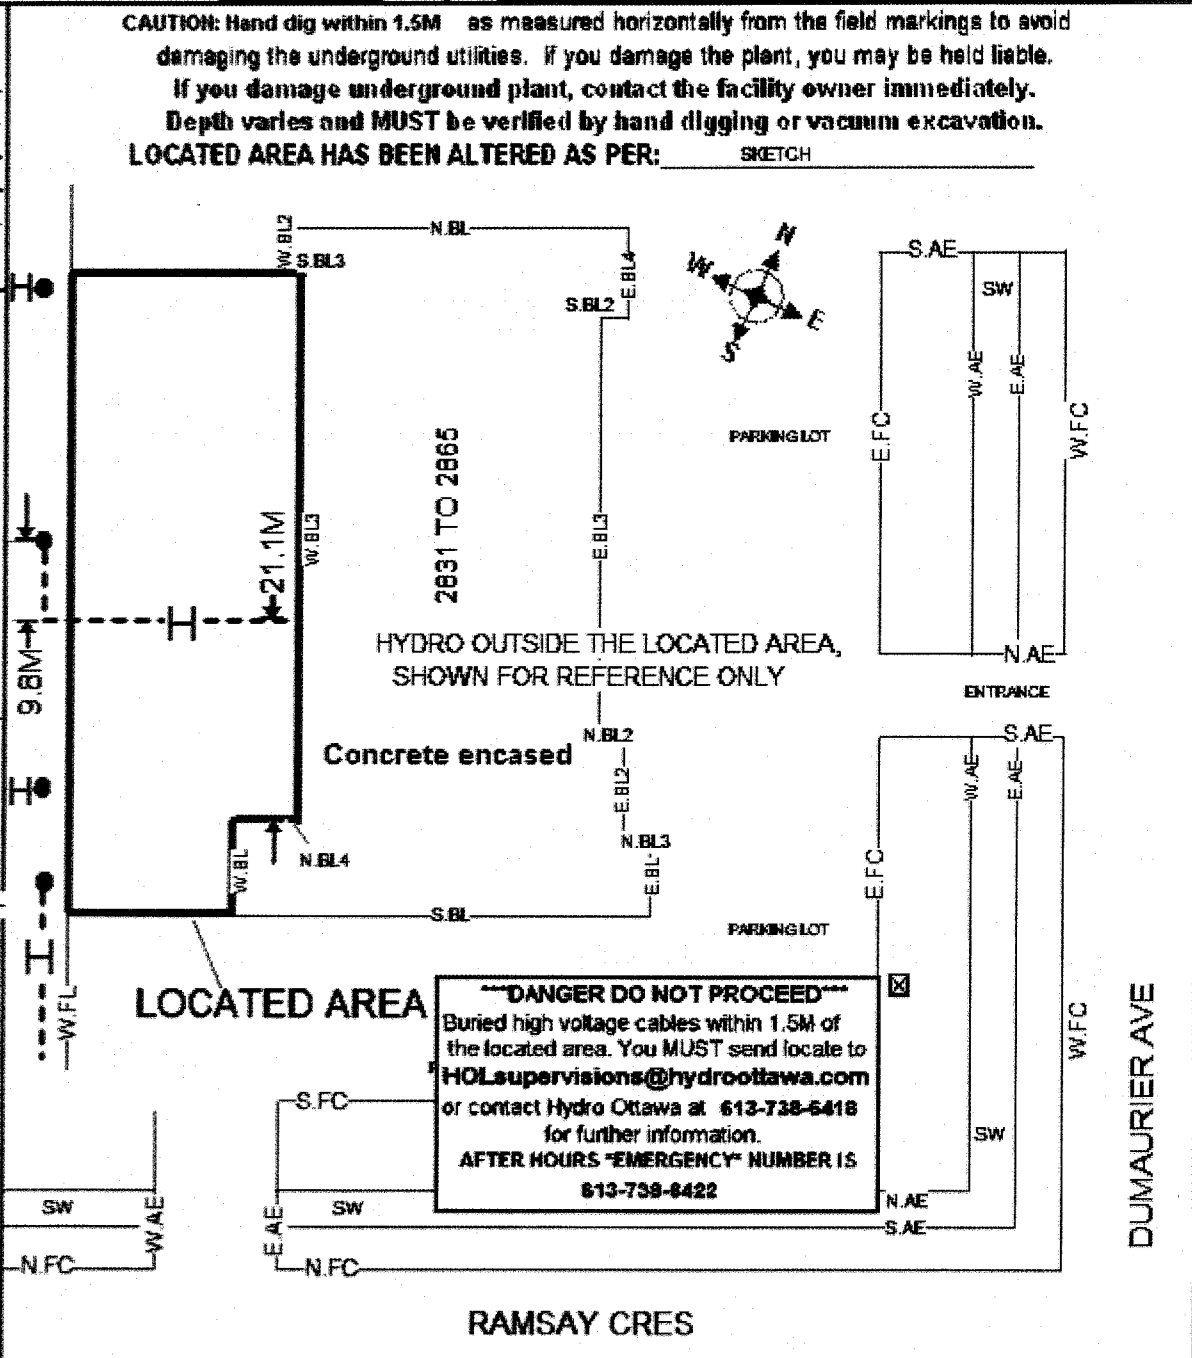 CAUTION: Hand dig within 1.5M as measured horizontally from the field markings to avoid
damaging the underground utilities. If you damage the plant, you may be held liable.
If you damage underground plant, contact the facility owner immediately.
Depth varies and MUST be verified by hand digging or vacuum excavation.
LOCATED AREA HAS BEEN ALTERED AS PER: SKETCH
W.BL2
N.BL
S.BL3
E.BL4
S.BL2
N
W
E
S
S.AE
SW
H
W.AE
E.AE
E.FC
W.FC
PARKING LOT
2831 TO 2865
21.1M
W.BL3
E.BL3
H
9.8M
HYDRO OUTSIDE THE LOCATED AREA,
SHOWN FOR REFERENCE ONLY
N.AE
ENTRANCE
N.BL2
S.AE
Concrete encased
E.BL2
W.AE
E.AE
H
N.BL3
N.BL4
W.BL
E.BL
E.FC
S.BL
PARKING LOT
H
LOCATED AREA
W.FL
***DANGER DO NOT PROCEED***
Buried high voltage cables within 1.5M of
the located area. You MUST send locate to
HOLsupervisions@hydroottawa.com
or contact Hydro Ottawa at 613-738-6418
for further information.
AFTER HOURS "EMERGENCY" NUMBER IS
613-738-6422
W.FC
DUMAURIER AVE
S.FC
SW
SW
SW
W.AE
E.AE
N.AE
S.AE
N.FC
N.FC
RAMSAY CRES